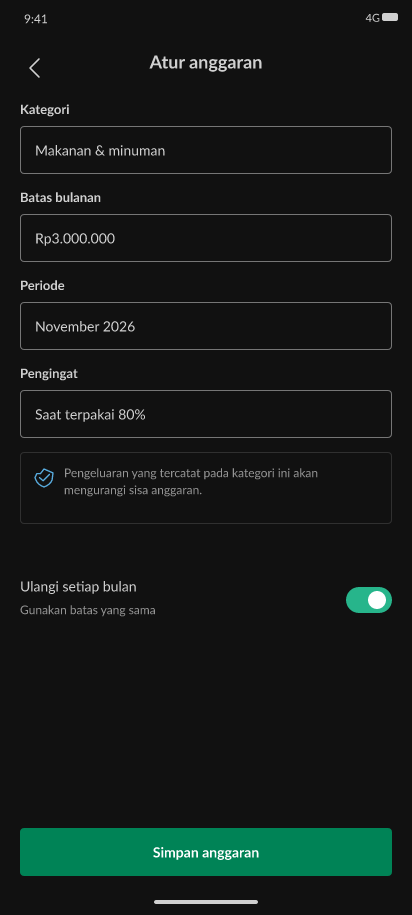 9:41
4G
Atur anggaran
Kategori
Makanan & minuman
Batas bulanan
Rp3.000.000
Periode
November 2026
Pengingat
Saat terpakai 80%
Pengeluaran yang tercatat pada kategori ini akan
mengurangi sisa anggaran.
Ulangi setiap bulan
Gunakan batas yang sama
Simpan anggaran